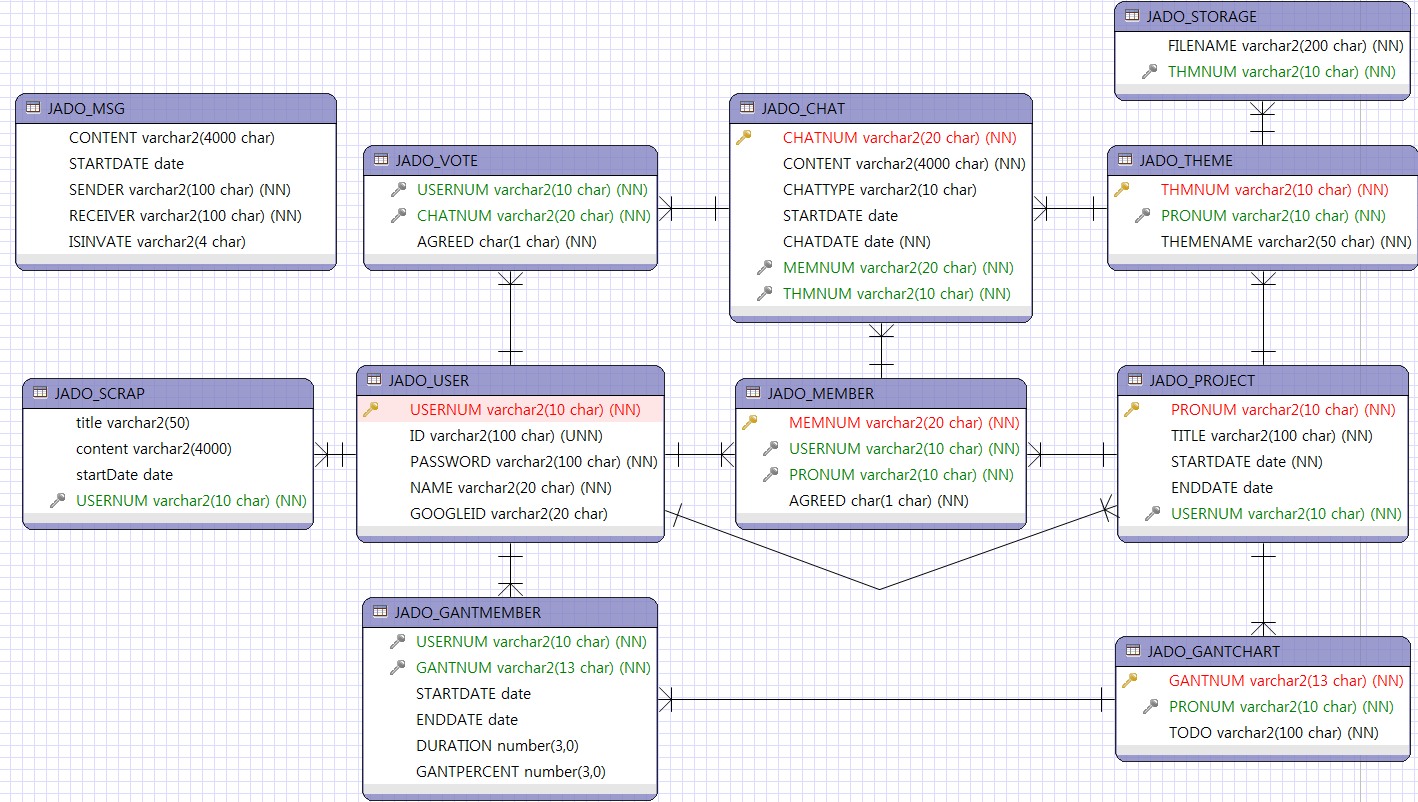 JADO_STORAGE
FILENAME varchar2(200 char) (NN)
THMNUM varchar2(10 char) (NN)
JADO_MSG
CONTENT varchar2(4000 char)
STARTDATE date
SENDER varchar2(100 char) (NN)
RECEIVER varchar2(100 char) (NN)
ISINVATE varchar2(4 char)
JADO_VOTE
USERNUM varchar2(10 char) (NN)
CHATNUM varchar2(20 char) (NN)
AGREED char(1 char) (NN)
JADO_CHAT
CHATNUM varchar2(20 char) (NN)
CONTENT varchar2(4000 char) (NN)
CHATTYPE varchar2(10 char)
STARTDATE date
CHATDATE date (NN)
MEMNUM varchar2(20 char) (NN)
THMNUM varchar2(10 char) (NN)
JADO_THEME
THMNUM varchar2(10 char) (NN)
PRONUM varchar2(10 char) (NN)
THEMENAME varchar2(50 char) (NN)
JADO_SCRAP
title varchar2(50)
content varchar2(4000)
startDate date
USERNUM varchar2(10 char) (NN)
JADO_USER
USERNUM varchar2(10 char) (NN)
ID varchar2(100 char) (UNN)
PASSWORD varchar2(100 char) (NN)
NAME varchar2(20 char) (NN)
GOOGLEID varchar2(20 char)
JADO_MEMBER
MEMNUM varchar2(20 char) (NN)
USERNUM varchar2(10 char) (NN)
PRONUM varchar2(10 char) (NN)
AGREED char(1 char) (NN)
JADO_PROJECT
PRONUM varchar2(10 char) (NN)
TITLE varchar2(100 char) (NN)
STARTDATE date (NN)
ENDDATE date
USERNUM varchar2(10 char) (NN)
JADO_GANTMEMBER
USERNUM varchar2(10 char) (NN)
GANTNUM varchar2(13 char) (NN)
STARTDATE date
ENDDATE date
DURATION number(3,0)
GANTPERCENT number(3,0)
JADO_GANTCHART
GANTNUM varchar2(13 char) (NN)
PRONUM varchar2(10 char) (NN)
TODO varchar2(100 char) (NN)